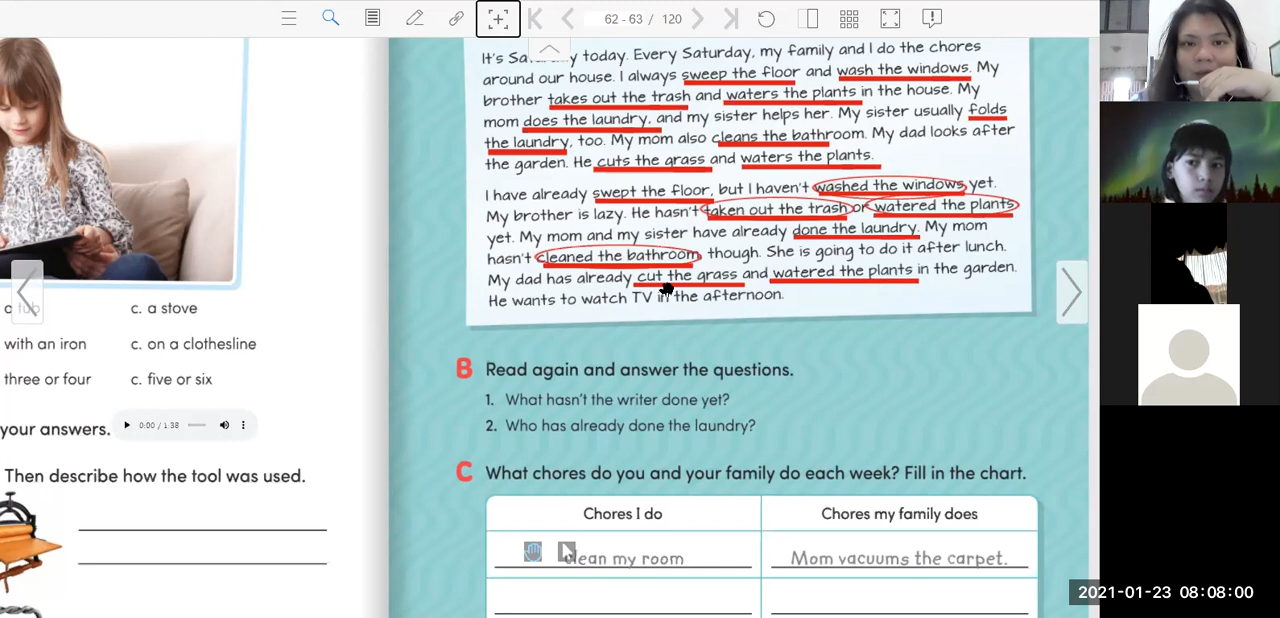 62 - 63 / 120
It's Sa y today. Every Saturday, my family and I do the chores
around our house. I always sweep the floor and wash the windows. My
brother takes out the trash and waters the plants in the house. My
mom does the laundry, and my sister helps her. My sister usually folds
the laundry, too. My mom also cleans the bathroom. My dad looks after
the garden. He cuts the grass and waters the plants.
I have already swept the floor, but I haven't washed the windows yet.
My brother is lazy. He hasn't taken out the trash or watered the plants
yet. My mom and my sister have already done the laundry. My mom
hasn't cleaned the bathroom, though. She is going to do it after lunch.
My dad has already cut the grass and watered the plants in the garden.
He wants to watch TV in the afternoon.
a tub c. a stove
with an iron c. on a clothesline
three or four c. five or six
your answers. 0:00 / 1:38
Then describe how the tool was used.
B Read again and answer the questions.
1. What hasn't the writer done yet?
2. Who has already done the laundry?
C What chores do you and your family do each week? Fill in the chart.
Chores I do Chores my family does
clean my room Mom vacuums the carpet.
2021-01-23 08:08:00